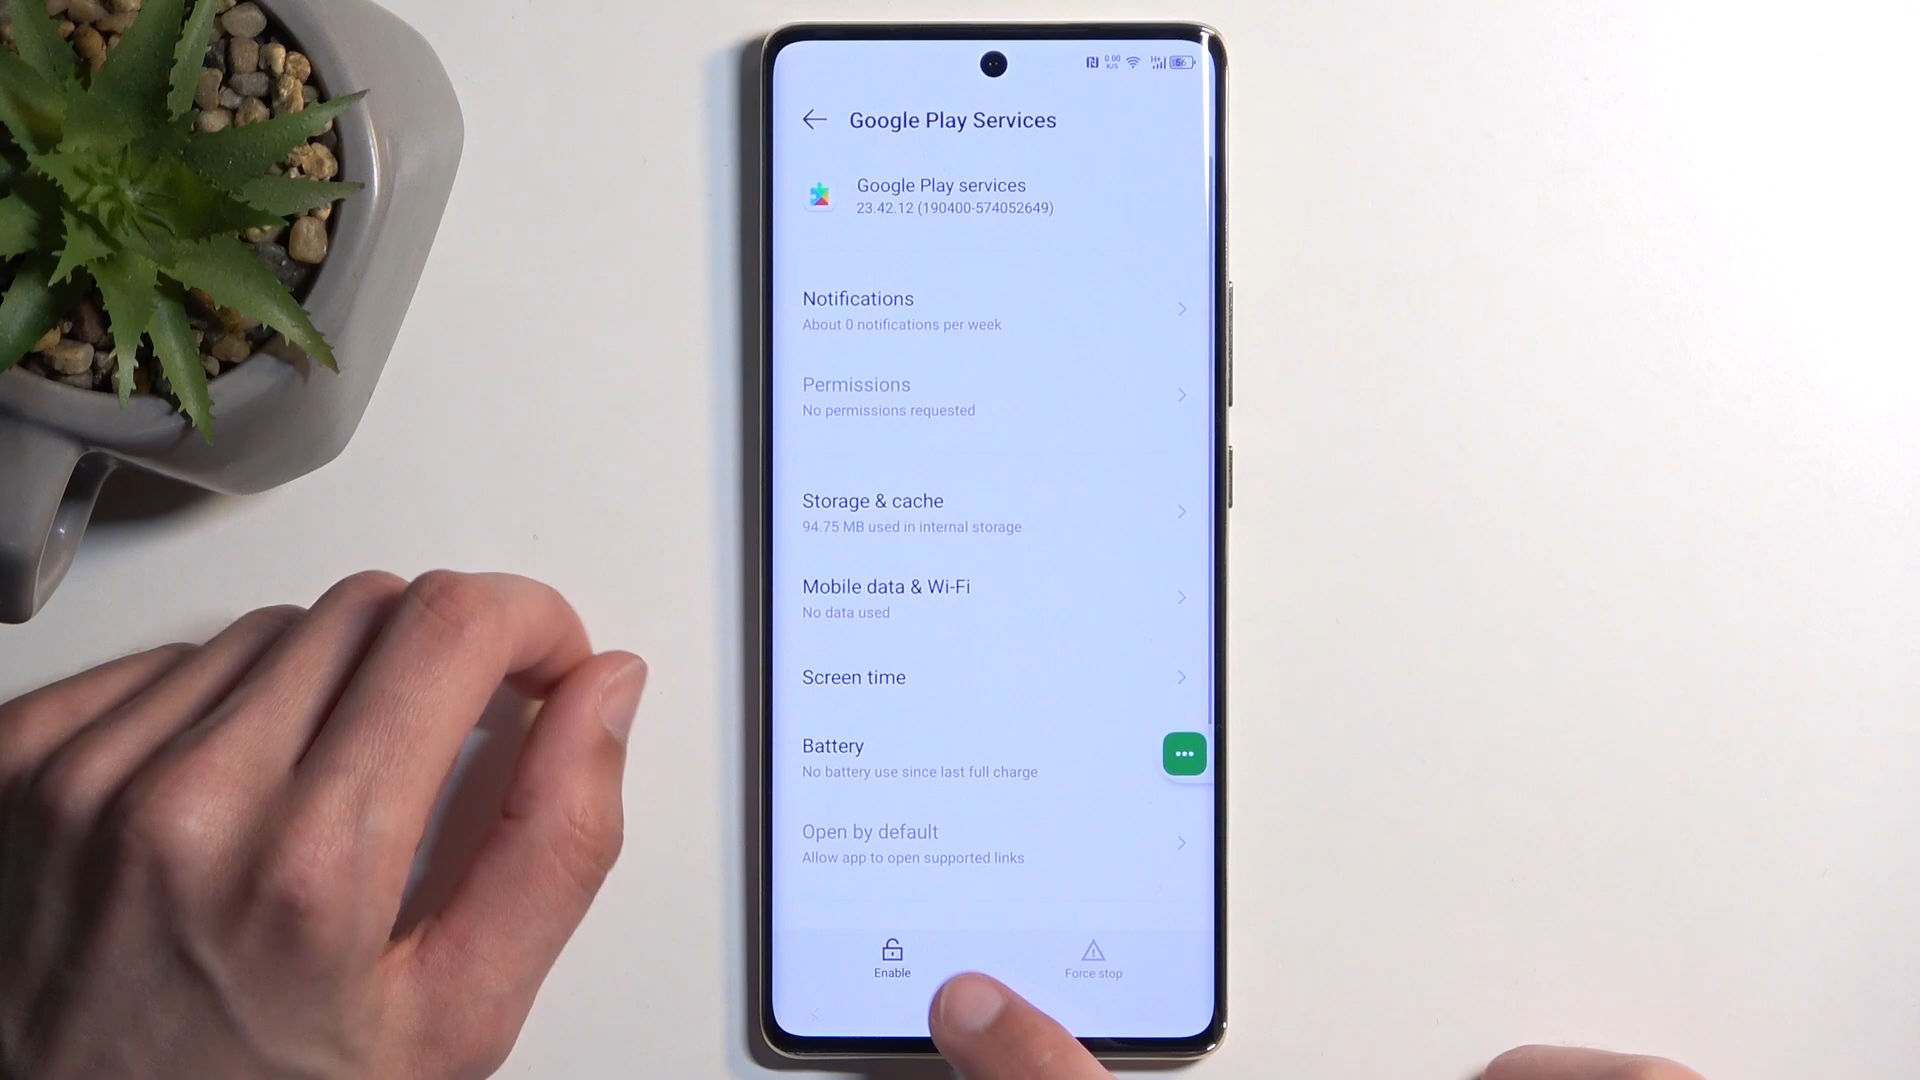 0.00
K/S
H+
56
Google Play Services
Google Play services
23.42.12 (190400-574052649)
Notifications
About 0 notifications per week
Permissions
No permissions requested
Storage & cache
94.75 MB used in internal storage
Mobile data & Wi-Fi
No data used
Screen time
Battery
No battery use since last full charge
Open by default
Allow app to open supported links
Enable
Force stop